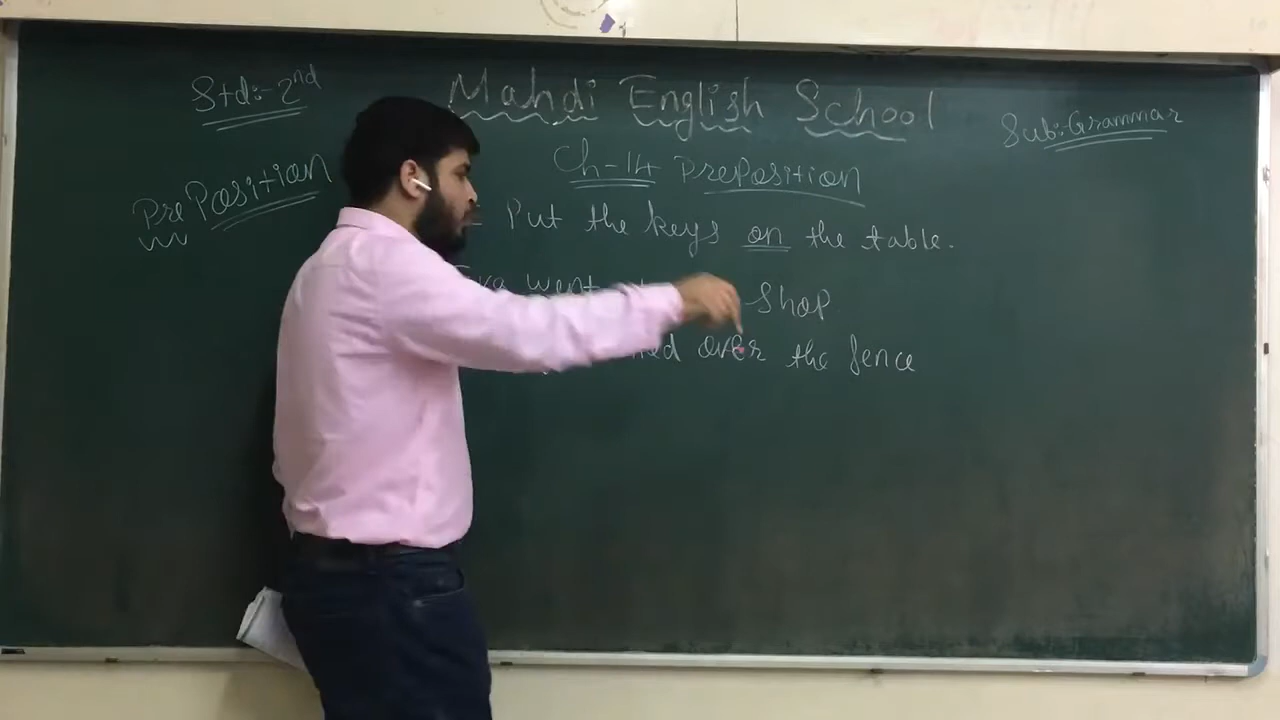 Std:-2nd
Mahdi English School
Sub:-Grammar
Ch-14 Preposition
Preposition
Put the keys on the table.
went Shop
over the fence